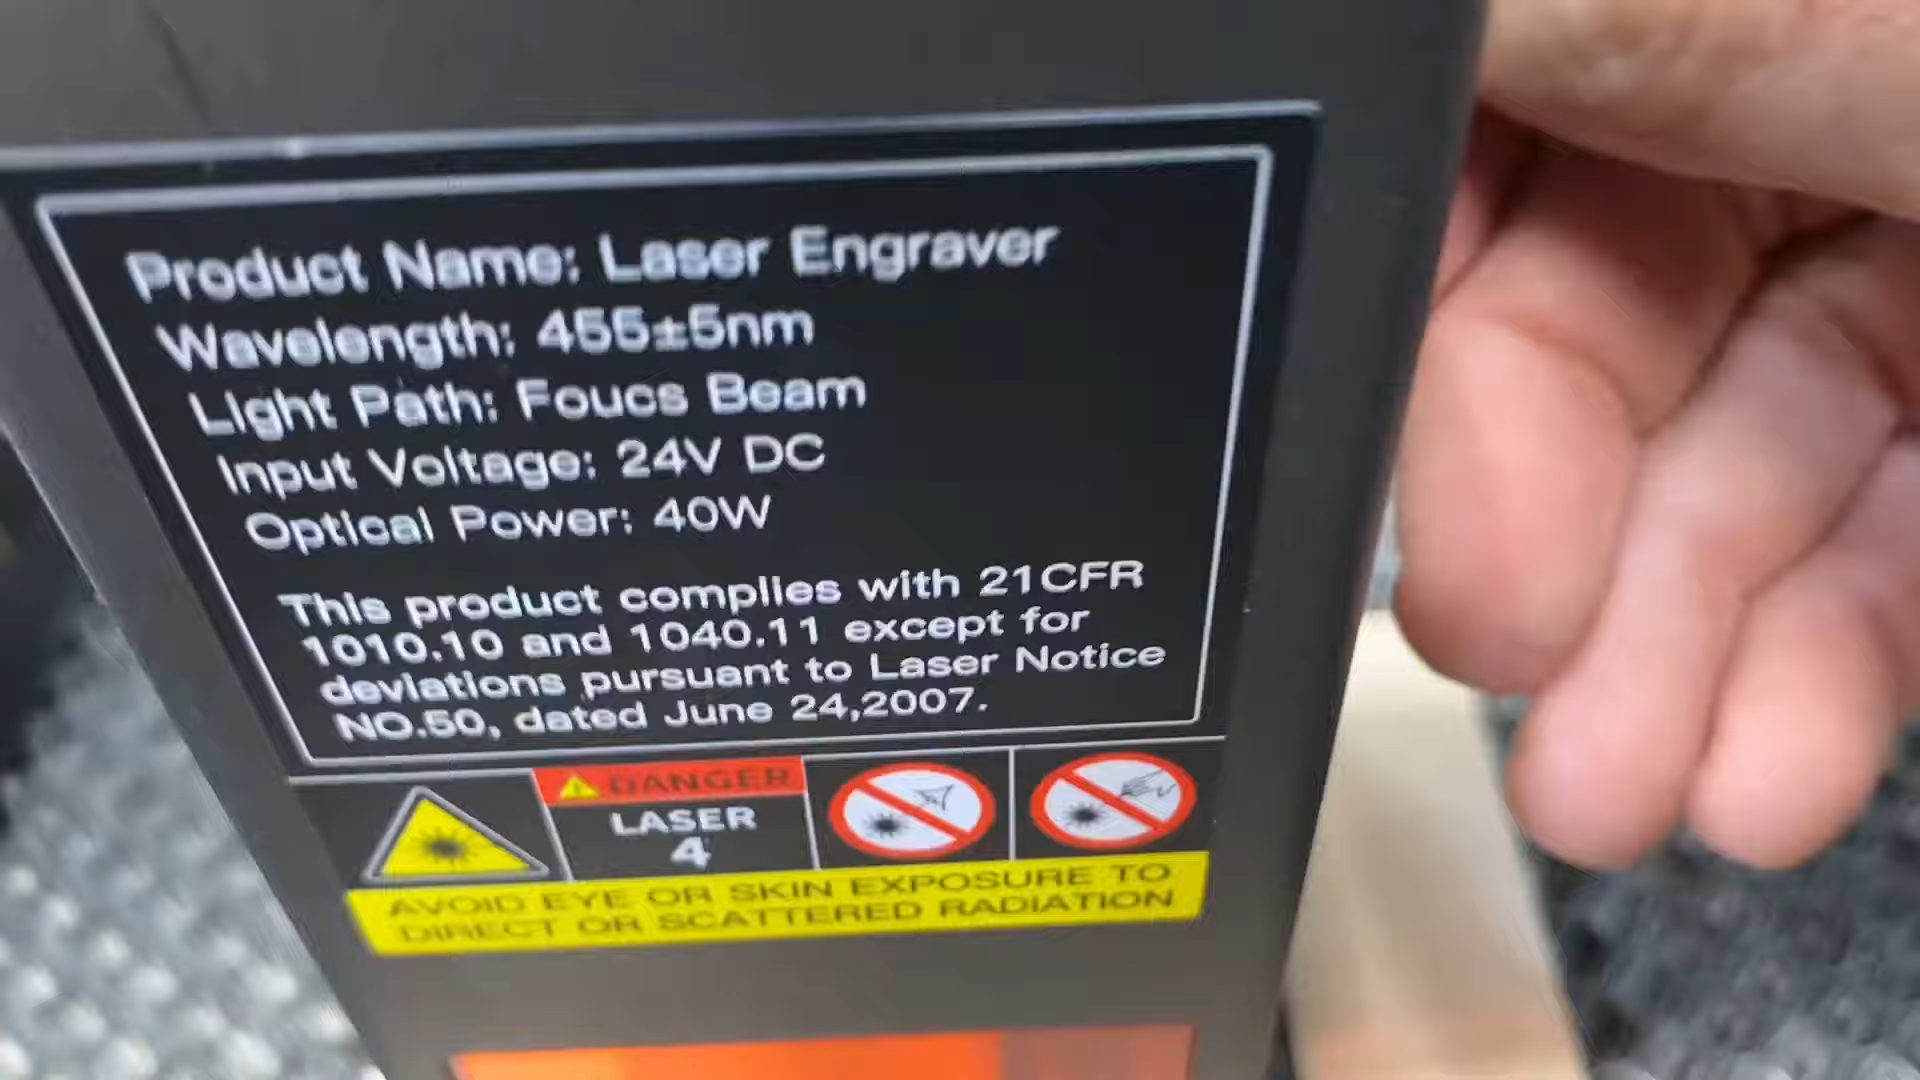 Product Name: Laser Engraver
Wavelength: 455±5nm
Light Path: Foucs Beam
Input Voltage: 24V DC
Optical Power: 40W
This product complies with 21CFR
1010.10 and 1040.11 except for
deviations pursuant to Laser Notice
NO.50, dated June 24,2007.
DANGER
LASER
4
AVOID EYE OR SKIN EXPOSURE TO
DIRECT OR SCATTERED RADIATION